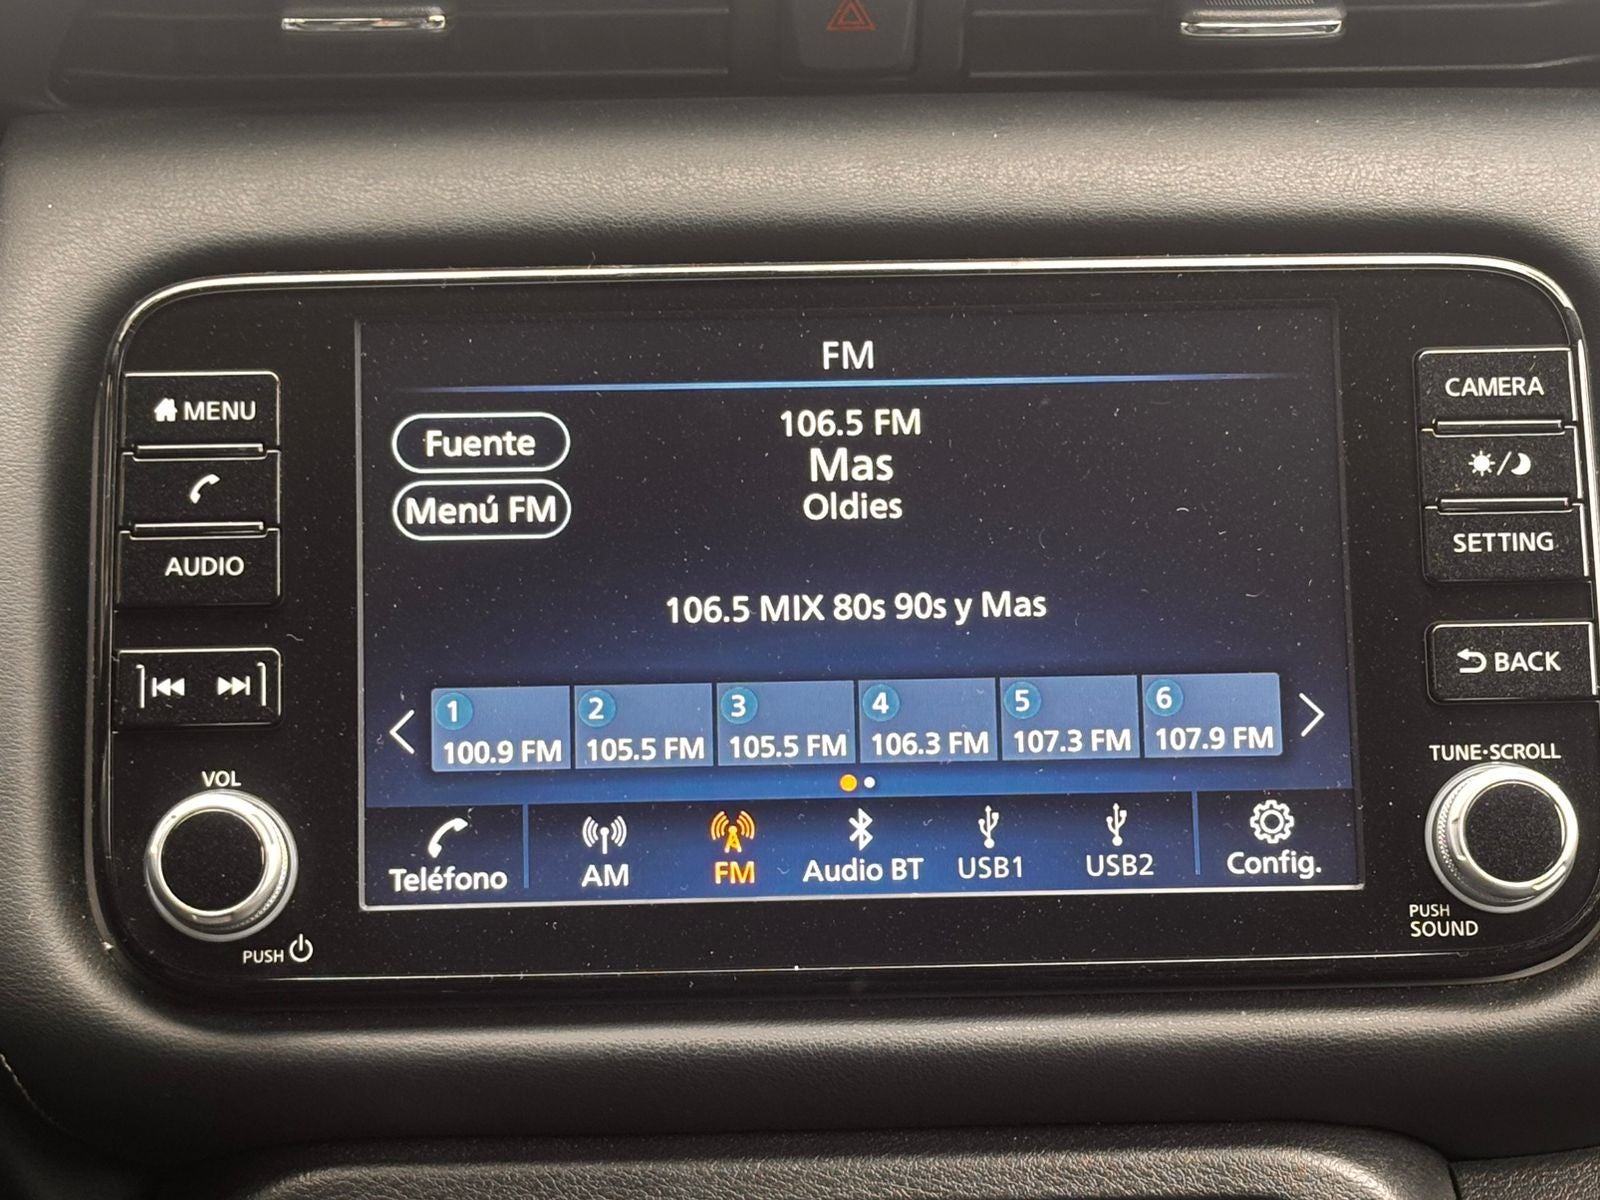 FM
106.5 FM
Mas
Oldies
Fuente
Menú FM
106.5 MIX 80s 90s y Mas
1 2 3 4 5 6
100.9 FM 105.5 FM 105.5 FM 106.3 FM 107.3 FM 107.9 FM
Teléfono AM FM Audio BT USB1 USB2 Config.
MENU
AUDIO
VOL
PUSH
CAMERA
SETTING
BACK
TUNE·SCROLL
PUSH
SOUND